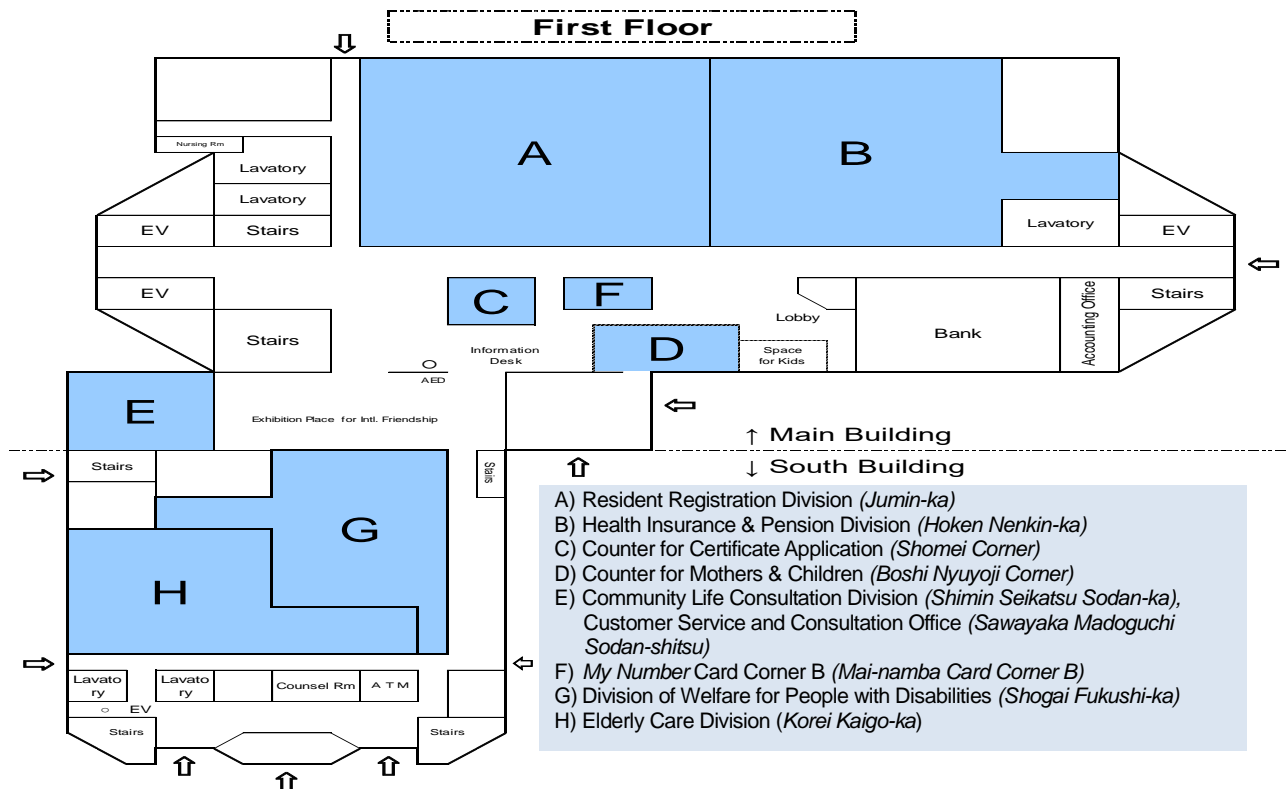 First Floor
A
B
Nursing Rm
Lavatory
Lavatory
EV
Stairs
Lavatory
EV
EV
Stairs
C
F
Lobby
Bank
Accounting Office
Stairs
Information
Desk
D
Space
for Kids
AED
E
Exhibition Place for Intl. Friendship
↑ Main Building
↓ South Building
Stairs
Stairs
G
H
A) Resident Registration Division (Jumin-ka)
B) Health Insurance & Pension Division (Hoken Nenkin-ka)
C) Counter for Certificate Application (Shomei Corner)
D) Counter for Mothers & Children (Boshi Nyuyoji Corner)
E) Community Life Consultation Division (Shimin Seikatsu Sodan-ka),
Customer Service and Consultation Office (Sawayaka Madoguchi
Sodan-shitsu)
F) My Number Card Corner B (Mai-namba Card Corner B)
G) Division of Welfare for People with Disabilities (Shogai Fukushi-ka)
H) Elderly Care Division (Korei Kaigo-ka)
Lavato
ry
Lavato
ry
Counsel Rm
ATM
EV
Stairs
Stairs